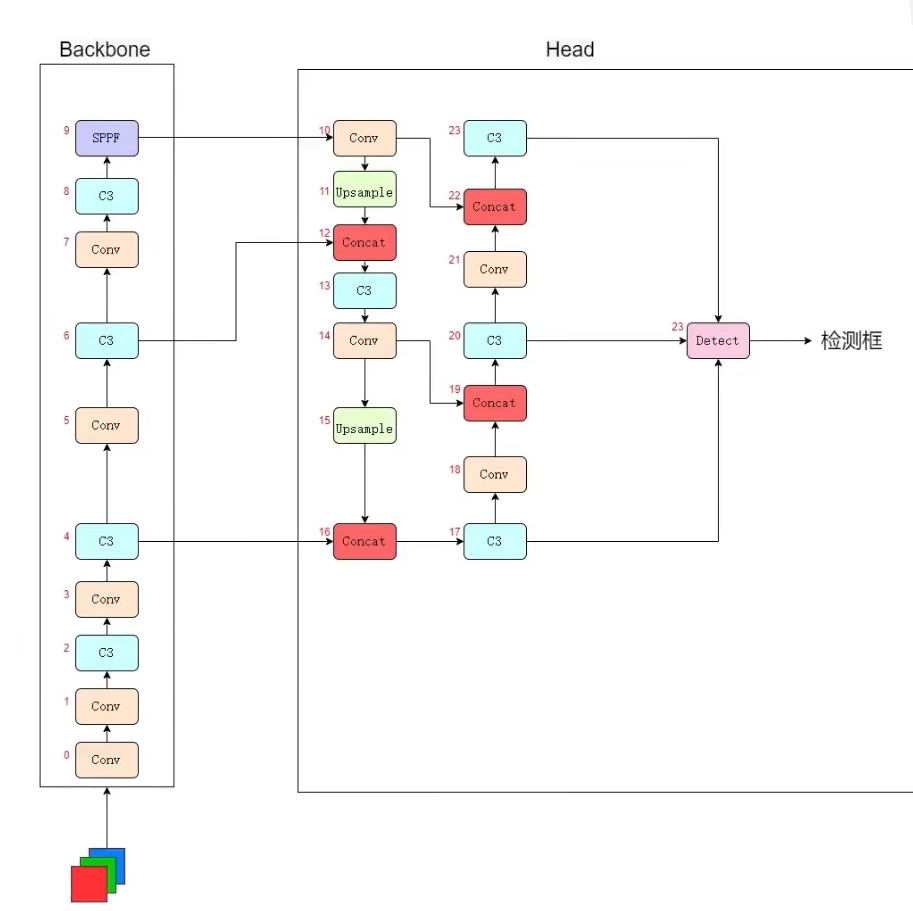 Backbone
Head
9 SPPF
8 C3
7 Conv
6 C3
5 Conv
4 C3
3 Conv
2 C3
1 Conv
0 Conv
10 Conv
11 Upsample
12 Concat
13 C3
14 Conv
15 Upsample
16 Concat
23 C3
22 Concat
21 Conv
20 C3
19 Concat
18 Conv
17 C3
23 Detect
检测框